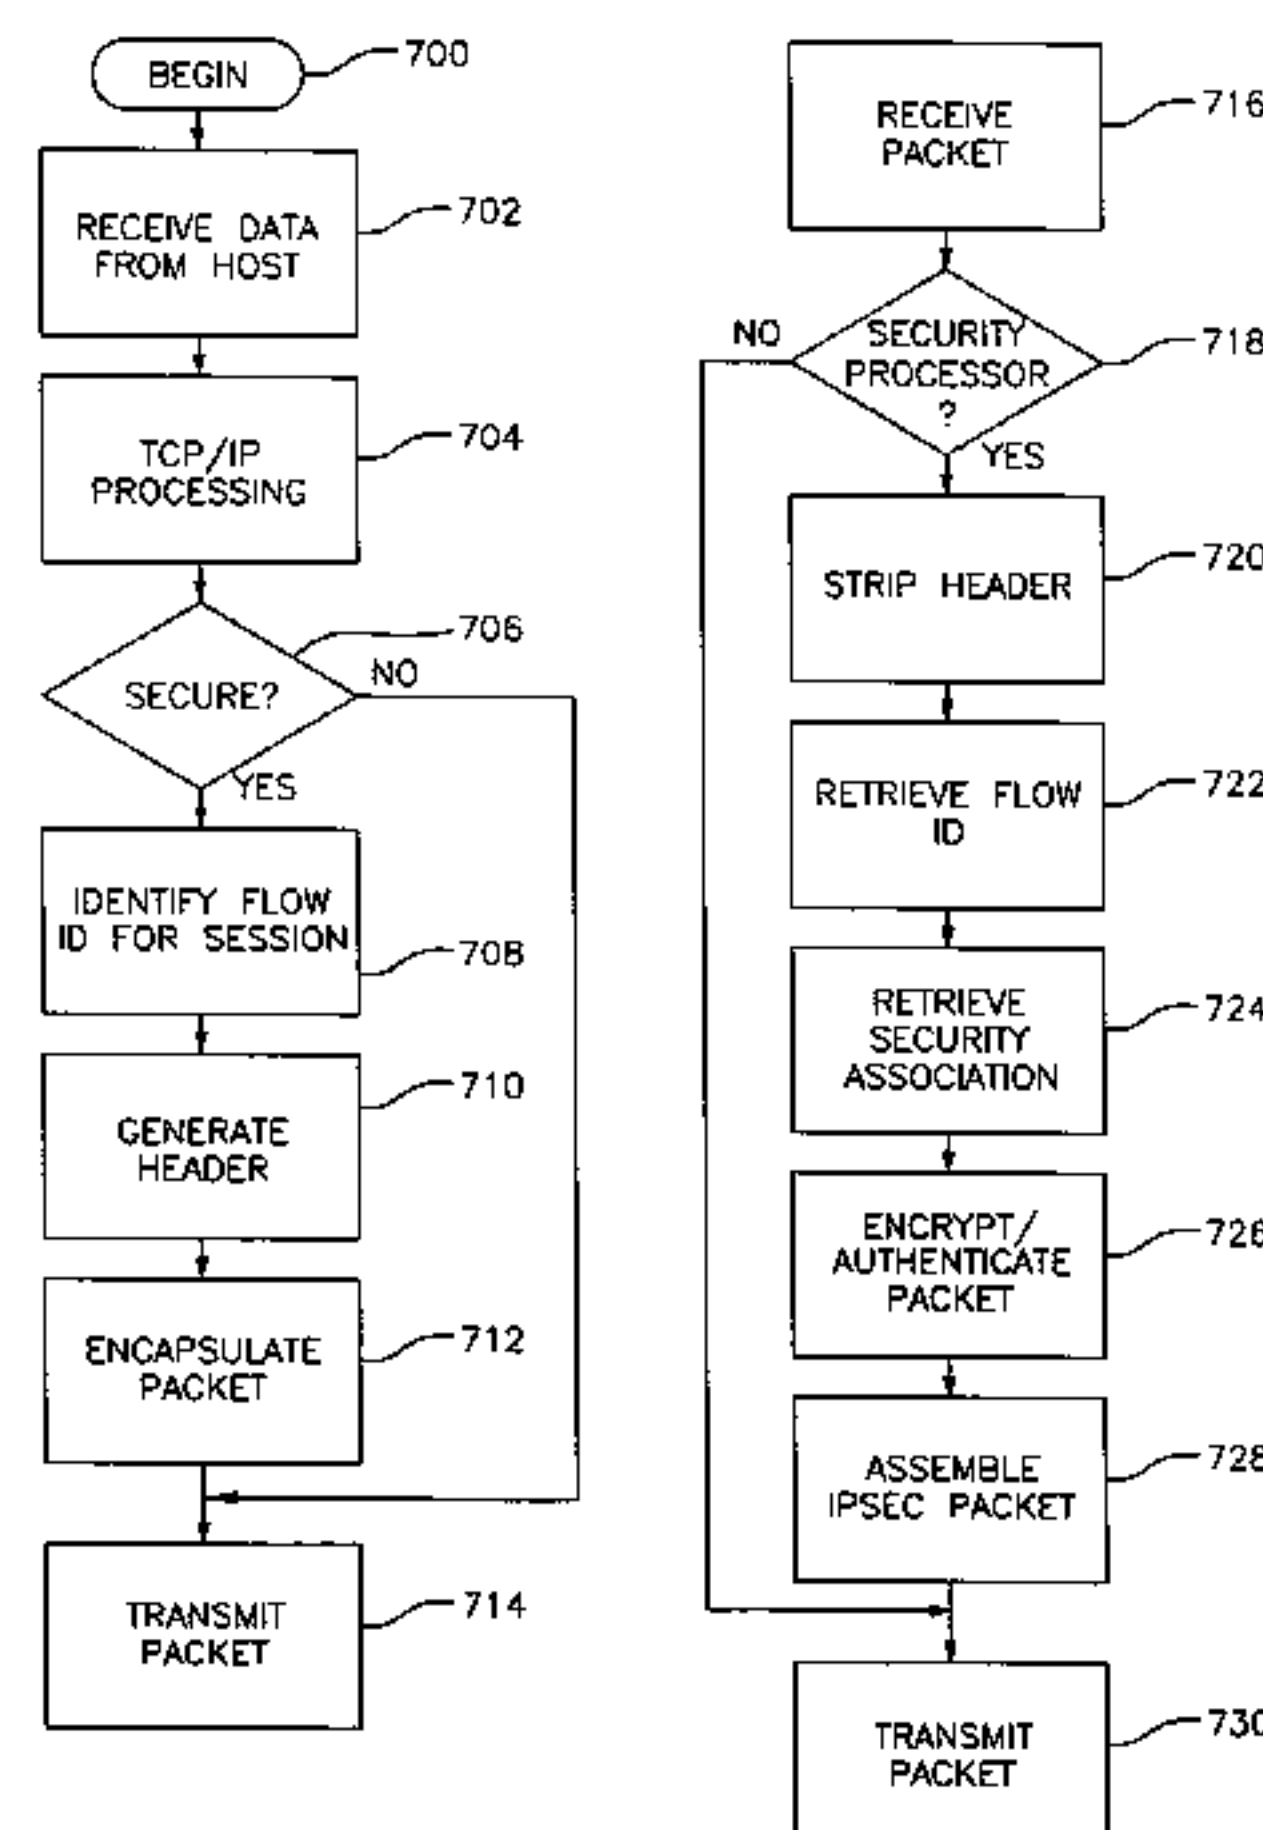 BEGIN
700
RECEIVE DATA
FROM HOST
702
TCP/IP
PROCESSING
704
706
SECURE?
NO
YES
IDENTIFY FLOW
ID FOR SESSION
708
GENERATE
HEADER
710
ENCAPSULATE
PACKET
712
TRANSMIT
PACKET
714
RECEIVE
PACKET
716
NO
SECURITY
PROCESSOR
?
718
YES
STRIP HEADER
720
RETRIEVE FLOW
ID
722
RETRIEVE
SECURITY
ASSOCIATION
724
ENCRYPT/
AUTHENTICATE
PACKET
726
ASSEMBLE
IPSEC PACKET
728
TRANSMIT
PACKET
730